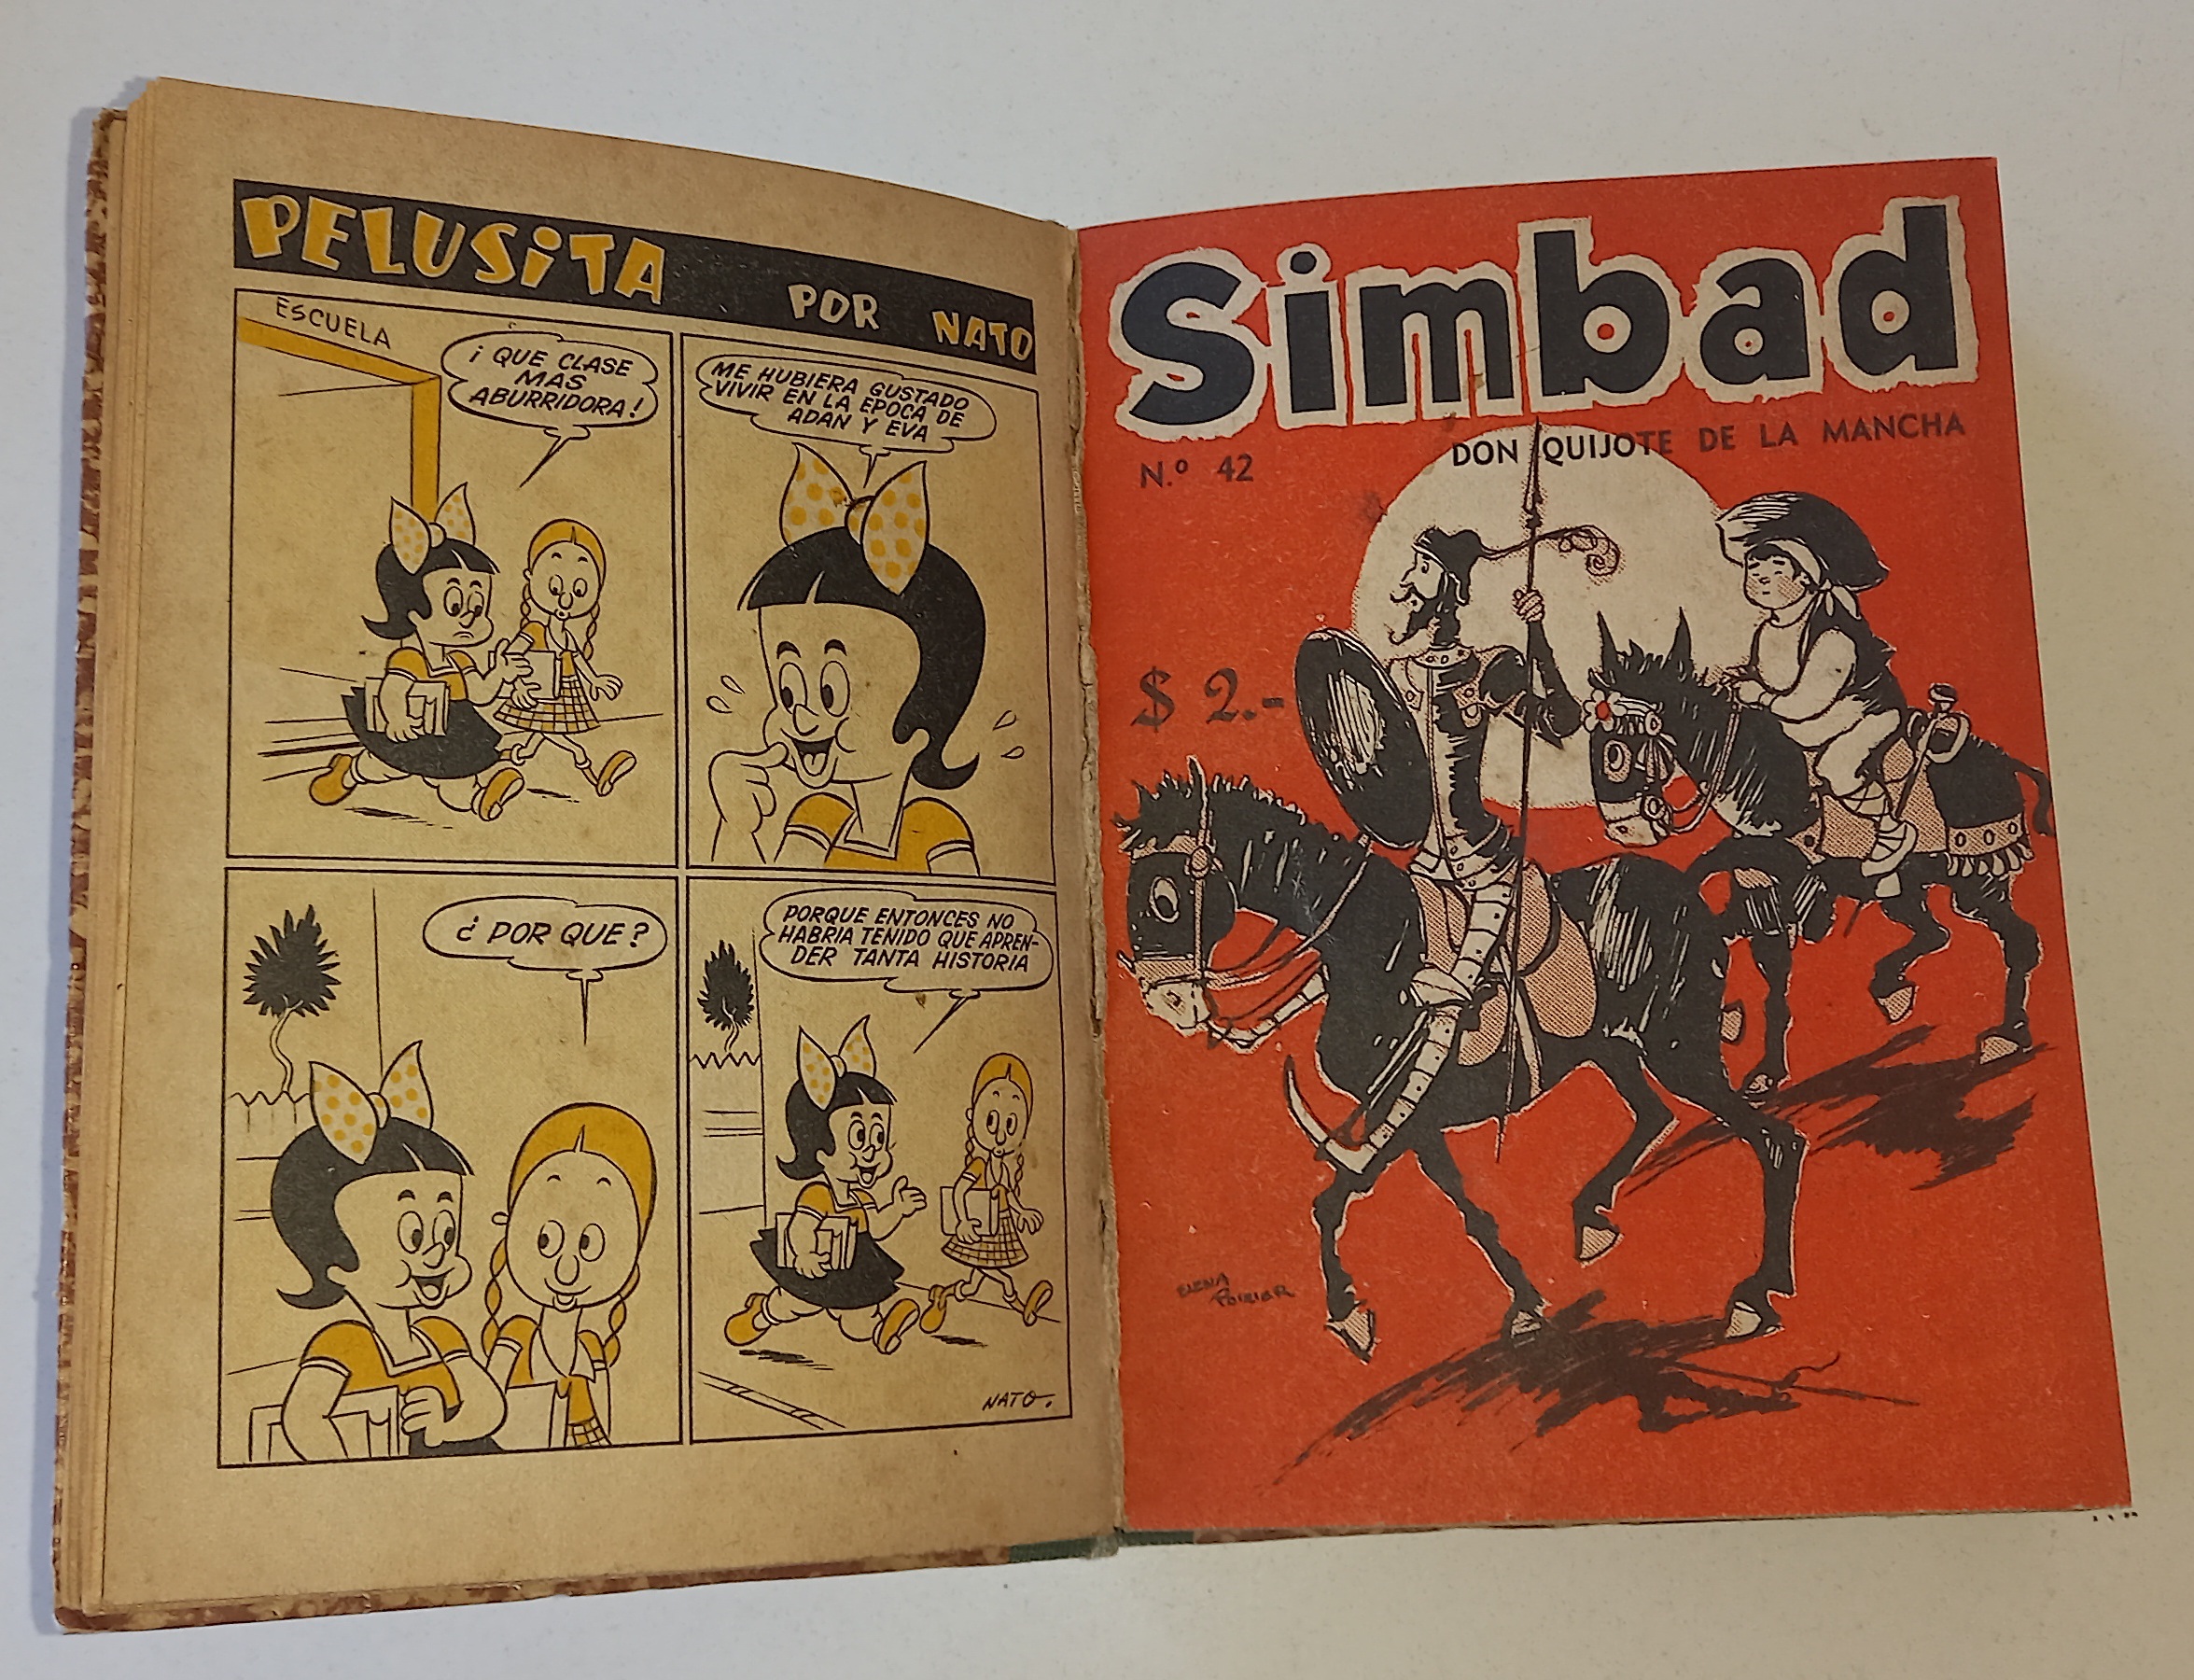 PELUSiTA POR NATO
ESCUELA
¡ QUE CLASE
MAS
ABURRIDORA!
ME HUBIERA GUSTADO
VIVIR EN LA EPOCA DE
ADAN Y EVA
¿ POR QUE?
PORQUE ENTONCES NO
HABRIA TENIDO QUE APREN-
DER TANTA HISTORIA
NATO.
Simbad
DON QUIJOTE DE LA MANCHA
N.º 42
$ 2.-
ELENA
POIRIER